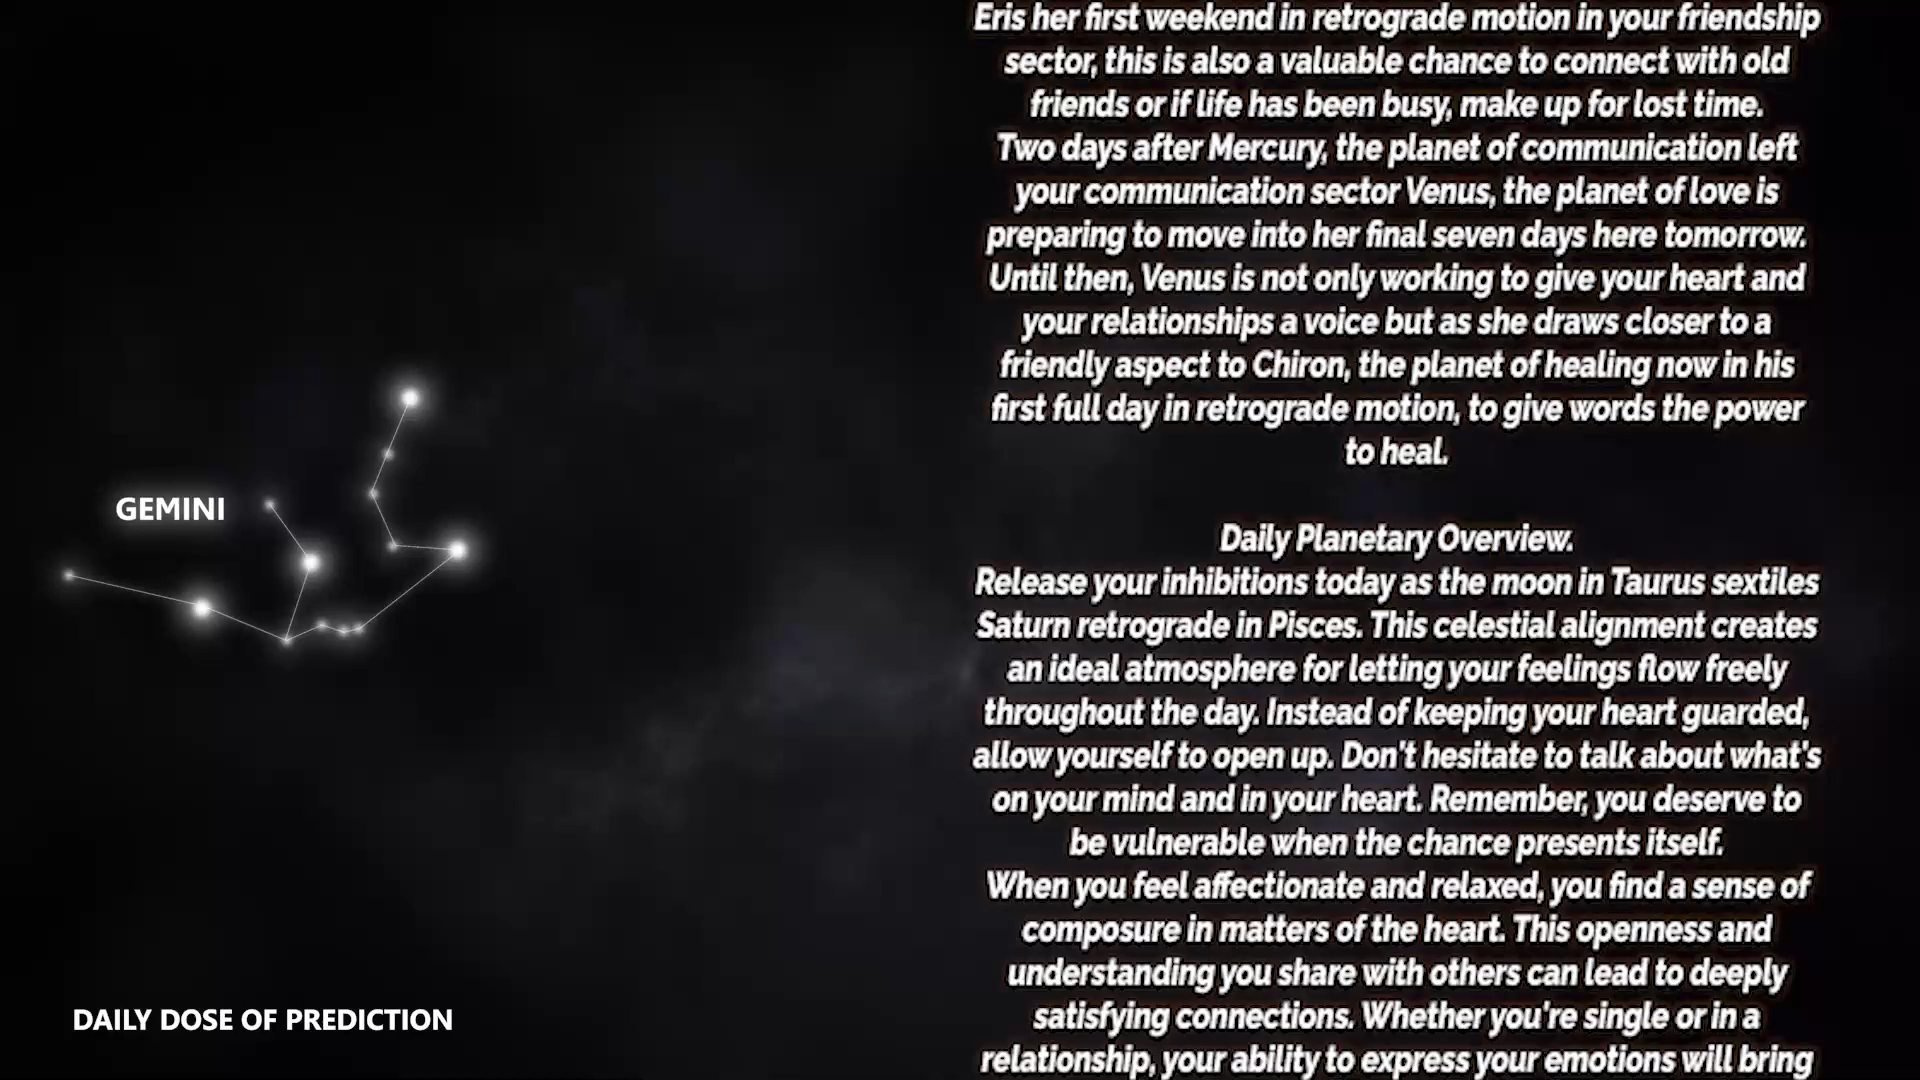 Eris her first weekend in retrograde motion in your friendship
sector, this is also a valuable chance to connect with old
friends or if life has been busy, make up for lost time.
Two days after Mercury, the planet of communication left
your communication sector Venus, the planet of love is
preparing to move into her final seven days here tomorrow.
Until then, Venus is not only working to give your heart and
your relationships a voice but as she draws closer to a
friendly aspect to Chiron, the planet of healing now in his
first full day in retrograde motion, to give words the power
to heal.
Daily Planetary Overview.
Release your inhibitions today as the moon in Taurus sextiles
Saturn retrograde in Pisces. This celestial alignment creates
an ideal atmosphere for letting your feelings flow freely
throughout the day. Instead of keeping your heart guarded,
allow yourself to open up. Don't hesitate to talk about what's
on your mind and in your heart. Remember, you deserve to
be vulnerable when the chance presents itself.
When you feel affectionate and relaxed, you find a sense of
composure in matters of the heart. This openness and
understanding you share with others can lead to deeply
satisfying connections. Whether you're single or in a
relationship, your ability to express your emotions will bring
GEMINI
DAILY DOSE OF PREDICTION